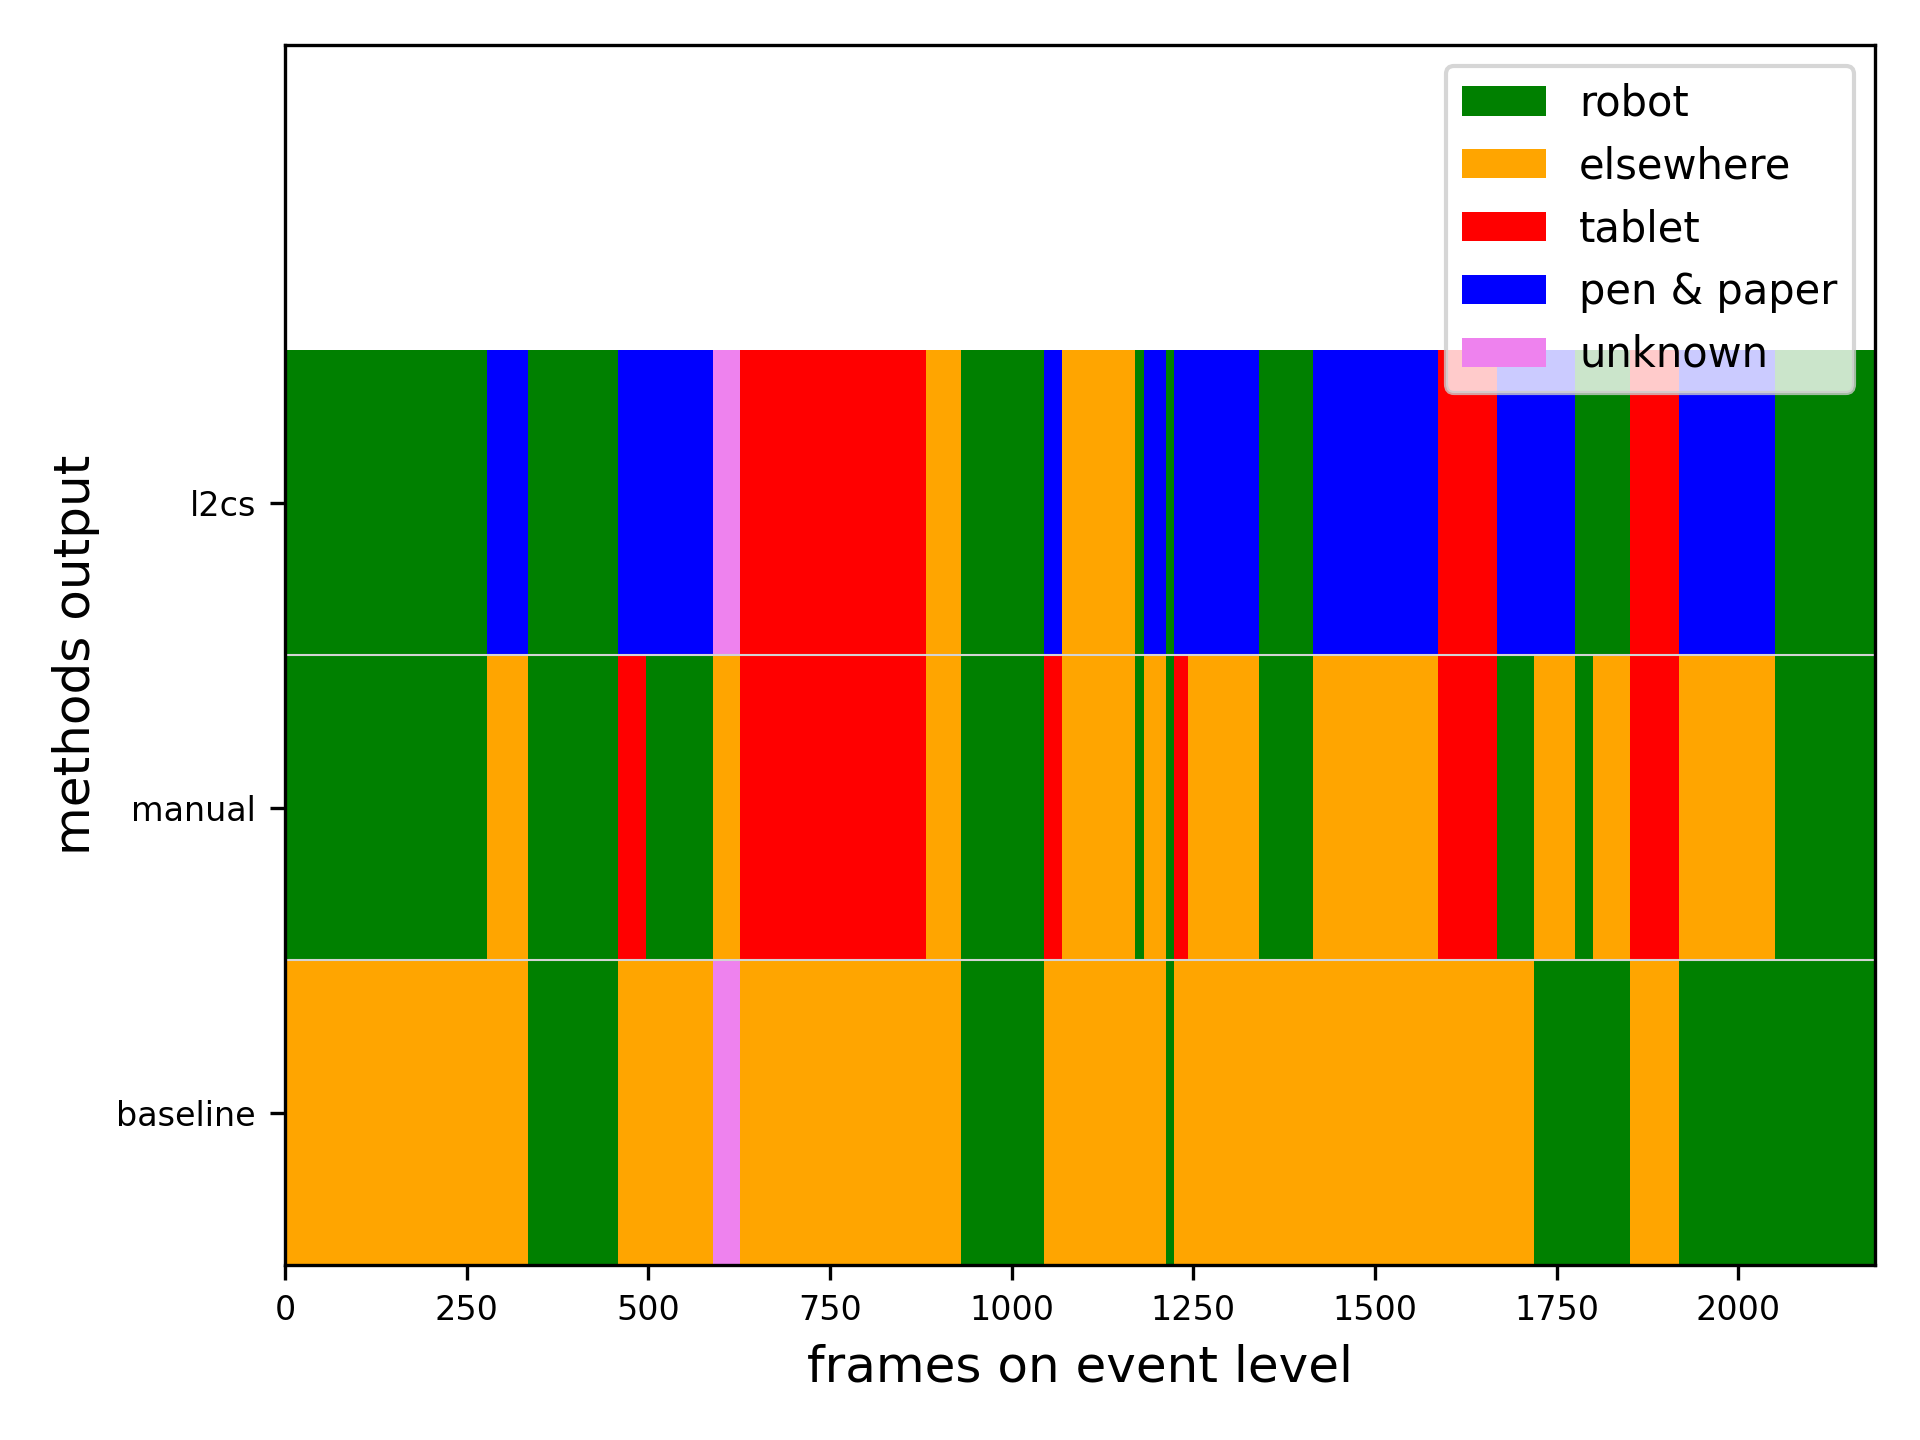 robot
elsewhere
tablet
pen & paper
unknown
methods output
l2cs
manual
baseline
0 250 500 750 1000 1250 1500 1750 2000
frames on event level